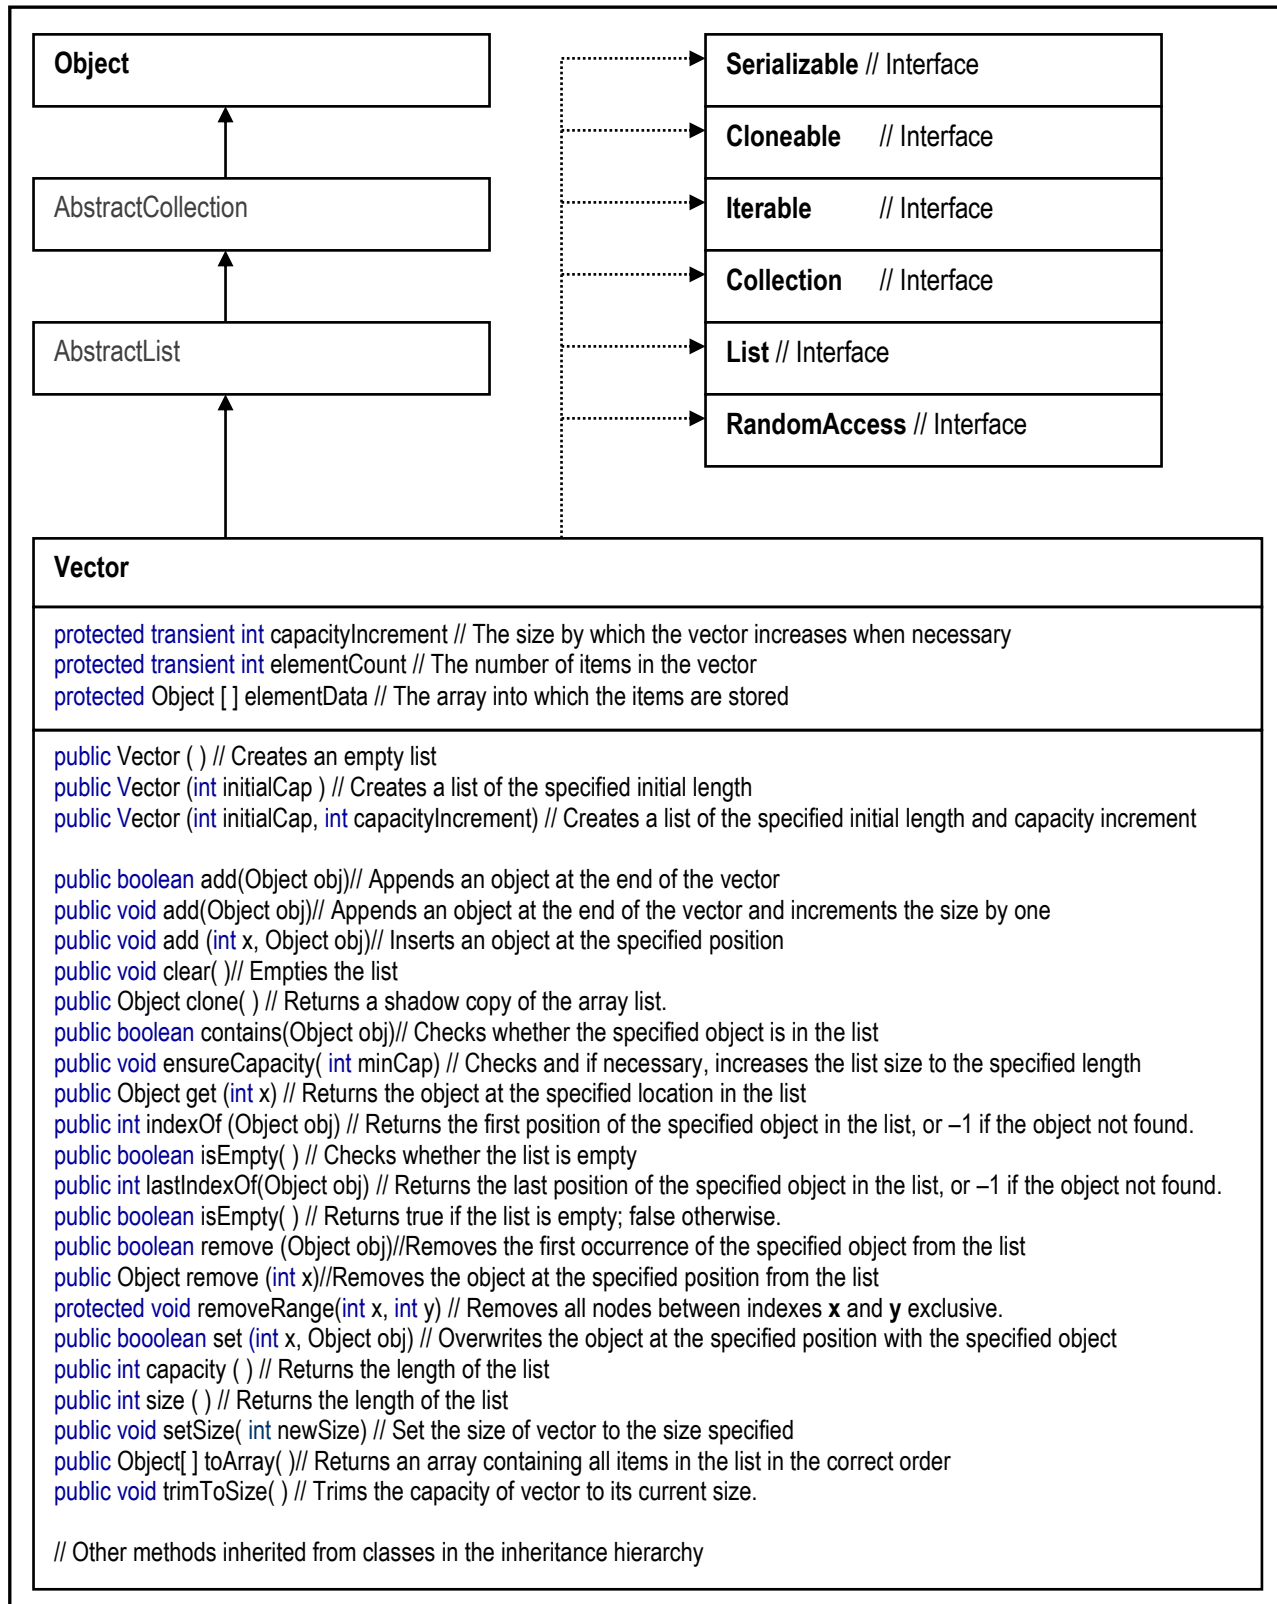 Object
Serializable // Interface
Cloneable // Interface
AbstractCollection
Iterable // Interface
Collection // Interface
AbstractList
List // Interface
RandomAccess // Interface
Vector
protected transient int capacityIncrement // The size by which the vector increases when necessary
protected transient int elementCount // The number of items in the vector
protected Object [ ] elementData // The array into which the items are stored
public Vector ( ) // Creates an empty list
public Vector (int initialCap ) // Creates a list of the specified initial length
public Vector (int initialCap, int capacityIncrement) // Creates a list of the specified initial length and capacity increment
public boolean add(Object obj)// Appends an object at the end of the vector
public void add(Object obj)// Appends an object at the end of the vector and increments the size by one
public void add (int x, Object obj)// Inserts an object at the specified position
public void clear( )// Empties the list
public Object clone( ) // Returns a shadow copy of the array list.
public boolean contains(Object obj)// Checks whether the specified object is in the list
public void ensureCapacity( int minCap) // Checks and if necessary, increases the list size to the specified length
public Object get (int x) // Returns the object at the specified location in the list
public int indexOf (Object obj) // Returns the first position of the specified object in the list, or –1 if the object not found.
public boolean isEmpty( ) // Checks whether the list is empty
public int lastIndexOf(Object obj) // Returns the last position of the specified object in the list, or –1 if the object not found.
public boolean isEmpty( ) // Returns true if the list is empty; false otherwise.
public boolean remove (Object obj)//Removes the first occurrence of the specified object from the list
public Object remove (int x)//Removes the object at the specified position from the list
protected void removeRange(int x, int y) // Removes all nodes between indexes x and y exclusive.
public booolean set (int x, Object obj) // Overwrites the object at the specified position with the specified object
public int capacity ( ) // Returns the length of the list
public int size ( ) // Returns the length of the list
public void setSize( int newSize) // Set the size of vector to the size specified
public Object[ ] toArray( )// Returns an array containing all items in the list in the correct order
public void trimToSize( ) // Trims the capacity of vector to its current size.
// Other methods inherited from classes in the inheritance hierarchy